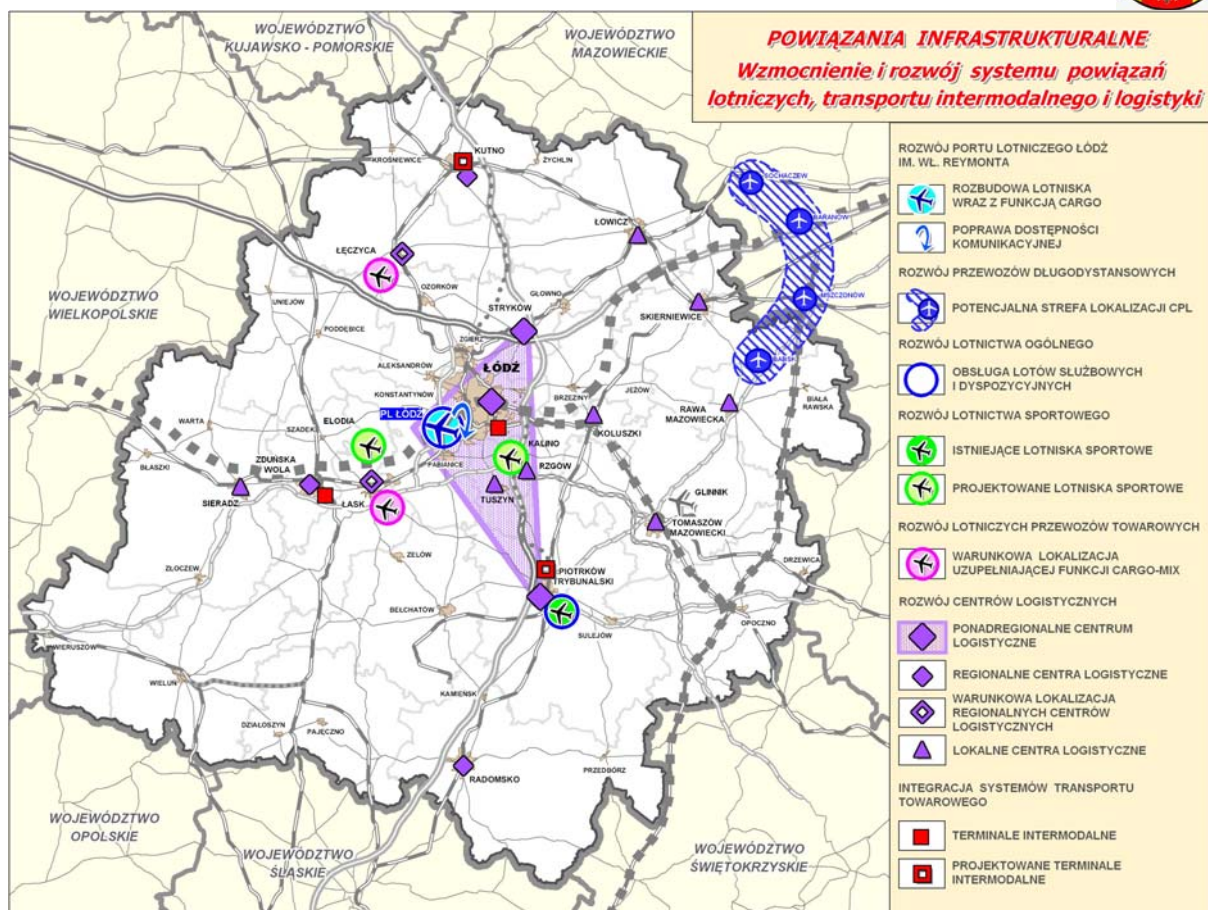 POWIĄZANIA INFRASTRUKTURALNE
Wzmocnienie i rozwój systemu powiązań
lotniczych, transportu intermodalnego i logistyki
WOJEWÓDZTWO
KUJAWSKO - POMORSKIE
WOJEWÓDZTWO
MAZOWIECKIE
KROŚNIEWICE
KUTNO
ŻYCHLIN
SOCHACZEW
BARANÓW
ŁOWICZ
ŁĘCZYCA
WOJEWÓDZTWO
WIELKOPOLSKIE
UNIEJÓW
OZORKÓW
GŁOWNO
MSZCZONÓW
STRYKÓW
SKIERNIEWICE
PODDĘBICE
ZGIERZ
BABSK
ALEKSANDRÓW
ŁÓDŹ
KONSTANTYNÓW
BRZEZINY
JEŻÓW
BIAŁA
RAWSKA
RAWA
MAZOWIECKA
PL ŁÓDŹ
WARTA
SZADEK
ELODIA
KOLUSZKI
KALINO
BŁASZKI
ZDUŃSKA
WOLA
PABIANICE
RZGÓW
SIERADZ
ŁASK
TUSZYN
GLINNIK
TOMASZÓW
MAZOWIECKI
ZELÓW
DRZEWICA
ZŁOCZEW
PIOTRKÓW
TRYBUNALSKI
BEŁCHATÓW
OPOCZNO
SULEJÓW
WIERUSZÓW
WIELUŃ
KAMIEŃSK
DZIAŁOSZYN
PAJĘCZNO
RADOMSKO
PRZEDBÓRZ
WOJEWÓDZTWO
OPOLSKIE
WOJEWÓDZTWO
ŚLĄSKIE
WOJEWÓDZTWO
ŚWIĘTOKRZYSKIE
ROZWÓJ PORTU LOTNICZEGO ŁÓDŹ
IM. WŁ. REYMONTA
ROZBUDOWA LOTNISKA
WRAZ Z FUNKCJĄ CARGO
POPRAWA DOSTĘPNOŚCI
KOMUNIKACYJNEJ
ROZWÓJ PRZEWOZÓW DŁUGODYSTANSOWYCH
POTENCJALNA STREFA LOKALIZACJI CPL
ROZWÓJ LOTNICTWA OGÓLNEGO
OBSŁUGA LOTÓW SŁUŻBOWYCH
I DYSPOZYCYJNYCH
ROZWÓJ LOTNICTWA SPORTOWEGO
ISTNIEJĄCE LOTNISKA SPORTOWE
PROJEKTOWANE LOTNISKA SPORTOWE
ROZWÓJ LOTNICZYCH PRZEWOZÓW TOWAROWYCH
WARUNKOWA LOKALIZACJA
UZUPEŁNIAJĄCEJ FUNKCJI CARGO-MIX
ROZWÓJ CENTRÓW LOGISTYCZNYCH
PONADREGIONALNE CENTRUM
LOGISTYCZNE
REGIONALNE CENTRA LOGISTYCZNE
WARUNKOWA LOKALIZACJA
REGIONALNYCH CENTRÓW
LOGISTYCZNYCH
LOKALNE CENTRA LOGISTYCZNE
INTEGRACJA SYSTEMÓW TRANSPORTU
TOWAROWEGO
TERMINALE INTERMODALNE
PROJEKTOWANE TERMINALE
INTERMODALNE